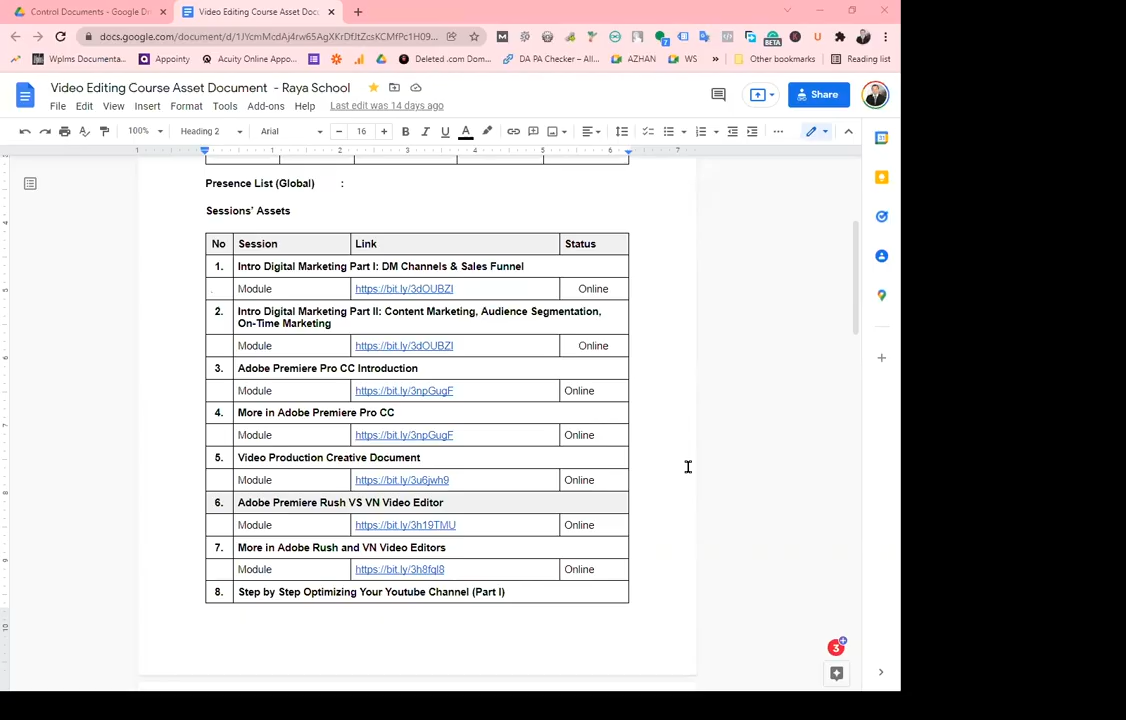 Control Documents - Google Dri
Video Editing Course Asset Docu
docs.google.com/document/d/1JYcmMcdAj4rw65AgXKrDfJtZcsKCMfPc1H09...
Wplms Documenta...
Appointy
Acuity Online Appo...
Deleted .com Dom...
DA PA Checker – All...
AZHAN
WS
»
Other bookmarks
Reading list
Video Editing Course Asset Document - Raya School
File Edit View Insert Format Tools Add-ons Help Last edit was 14 days ago
Share
100% Heading 2 Arial 16
Presence List (Global) :
Sessions' Assets
No Session Link Status
1. Intro Digital Marketing Part I: DM Channels & Sales Funnel
Module https://bit.ly/3dOUBZI Online
2. Intro Digital Marketing Part II: Content Marketing, Audience Segmentation,
On-Time Marketing
Module https://bit.ly/3dOUBZI Online
3. Adobe Premiere Pro CC Introduction
Module https://bit.ly/3npGugF Online
4. More in Adobe Premiere Pro CC
Module https://bit.ly/3npGugF Online
5. Video Production Creative Document
Module https://bit.ly/3u6jwh9 Online
6. Adobe Premiere Rush VS VN Video Editor
Module https://bit.ly/3h19TMU Online
7. More in Adobe Rush and VN Video Editors
Module https://bit.ly/3h8fql8 Online
8. Step by Step Optimizing Your Youtube Channel (Part I)
3